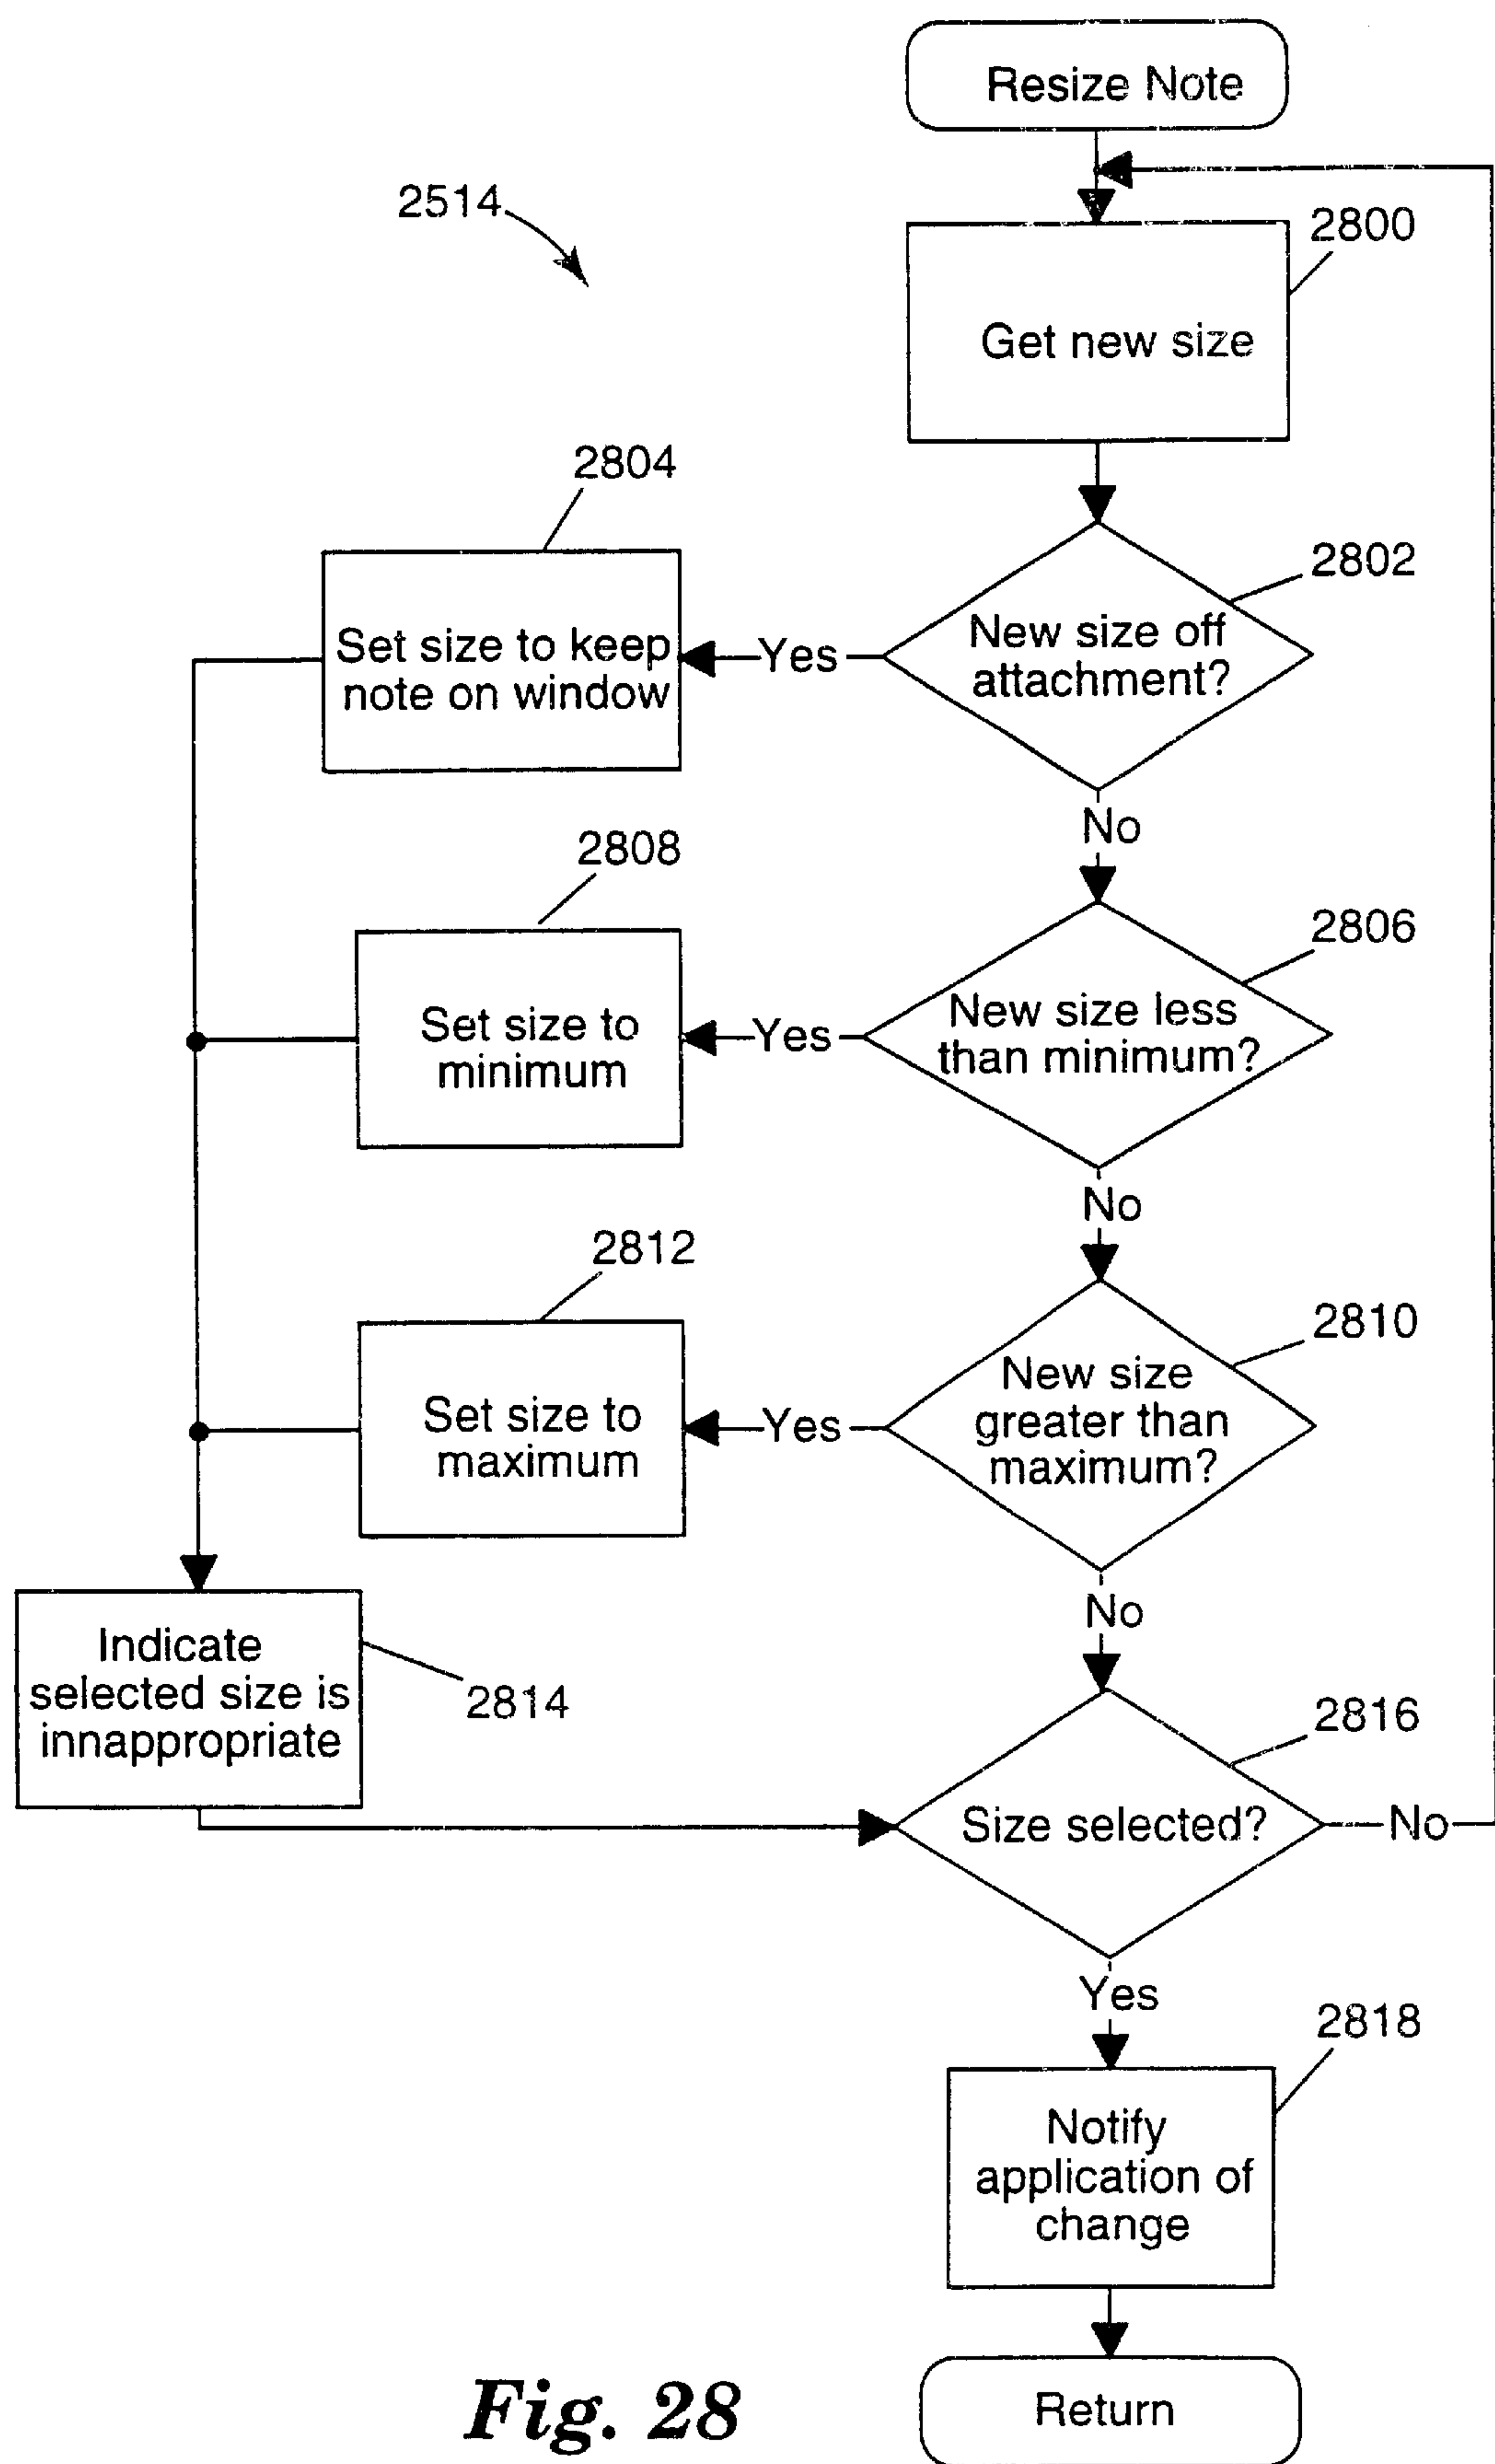 Resize Note
2514
2800
Get new size
2804
2802
Set size to keep
note on window
Yes
New size off
attachment?
No
2808
2806
Set size to
minimum
Yes
New size less
than minimum?
No
2812
2810
Set size to
maximum
Yes
New size
greater than
maximum?
No
Indicate
selected size is
innappropriate
2814
2816
Size selected?
No
Yes
2818
Notify
application of
change
Return
Fig. 28